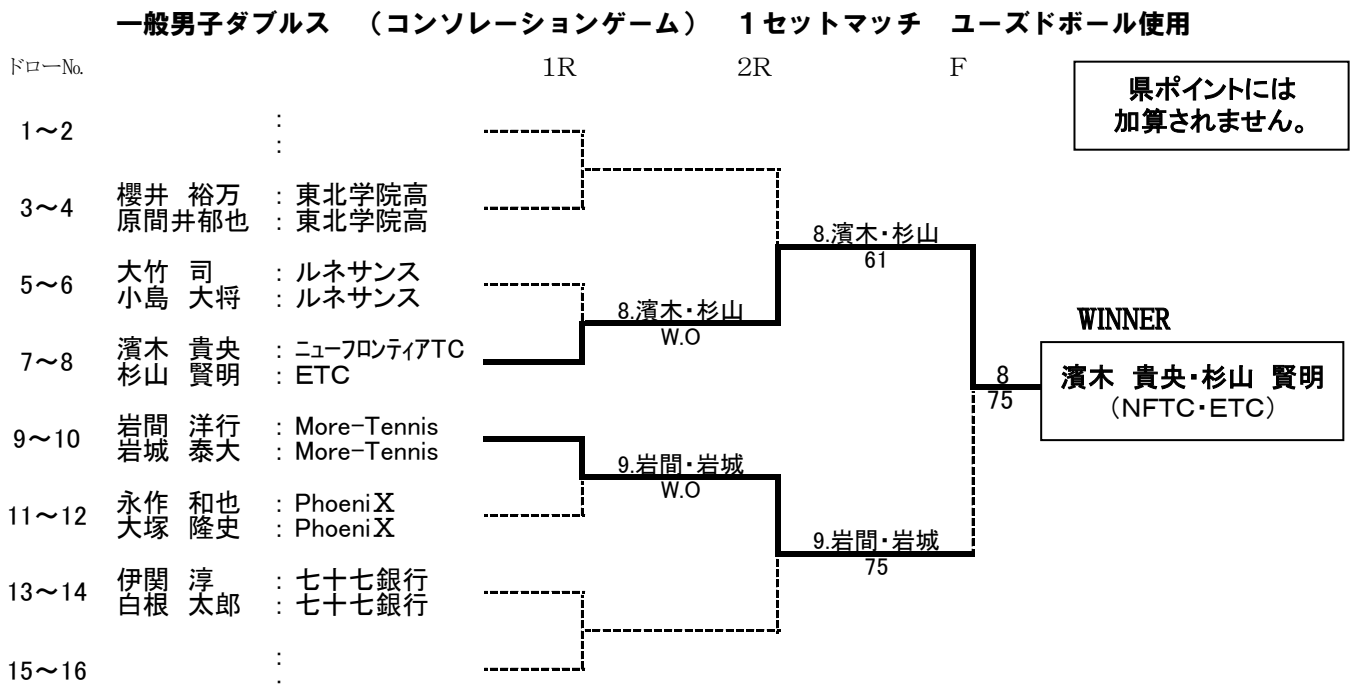 一般男子ダブルス （コンソレーションゲーム） １セットマッチ ユーズドボール使用
ドローNo. 1R 2R F
県ポイントには
加算されません。
1～2 :
:
3～4 櫻井 裕万 : 東北学院高
原間井郁也 : 東北学院高
8.濱木・杉山
61
5～6 大竹 司 : ルネサンス
小島 大将 : ルネサンス
8.濱木・杉山
W.O
WINNER
7～8 濱木 貴央 : ニューフロンティアTC
杉山 賢明 : ETC
8
75
濱木 貴央・杉山 賢明
（NFTC・ETC）
9～10 岩間 洋行 : More-Tennis
岩城 泰大 : More-Tennis
9.岩間・岩城
W.O
11～12 永作 和也 : PhoeniX
大塚 隆史 : PhoeniX
9.岩間・岩城
75
13～14 伊関 淳 : 七十七銀行
白根 太郎 : 七十七銀行
15～16 :
: